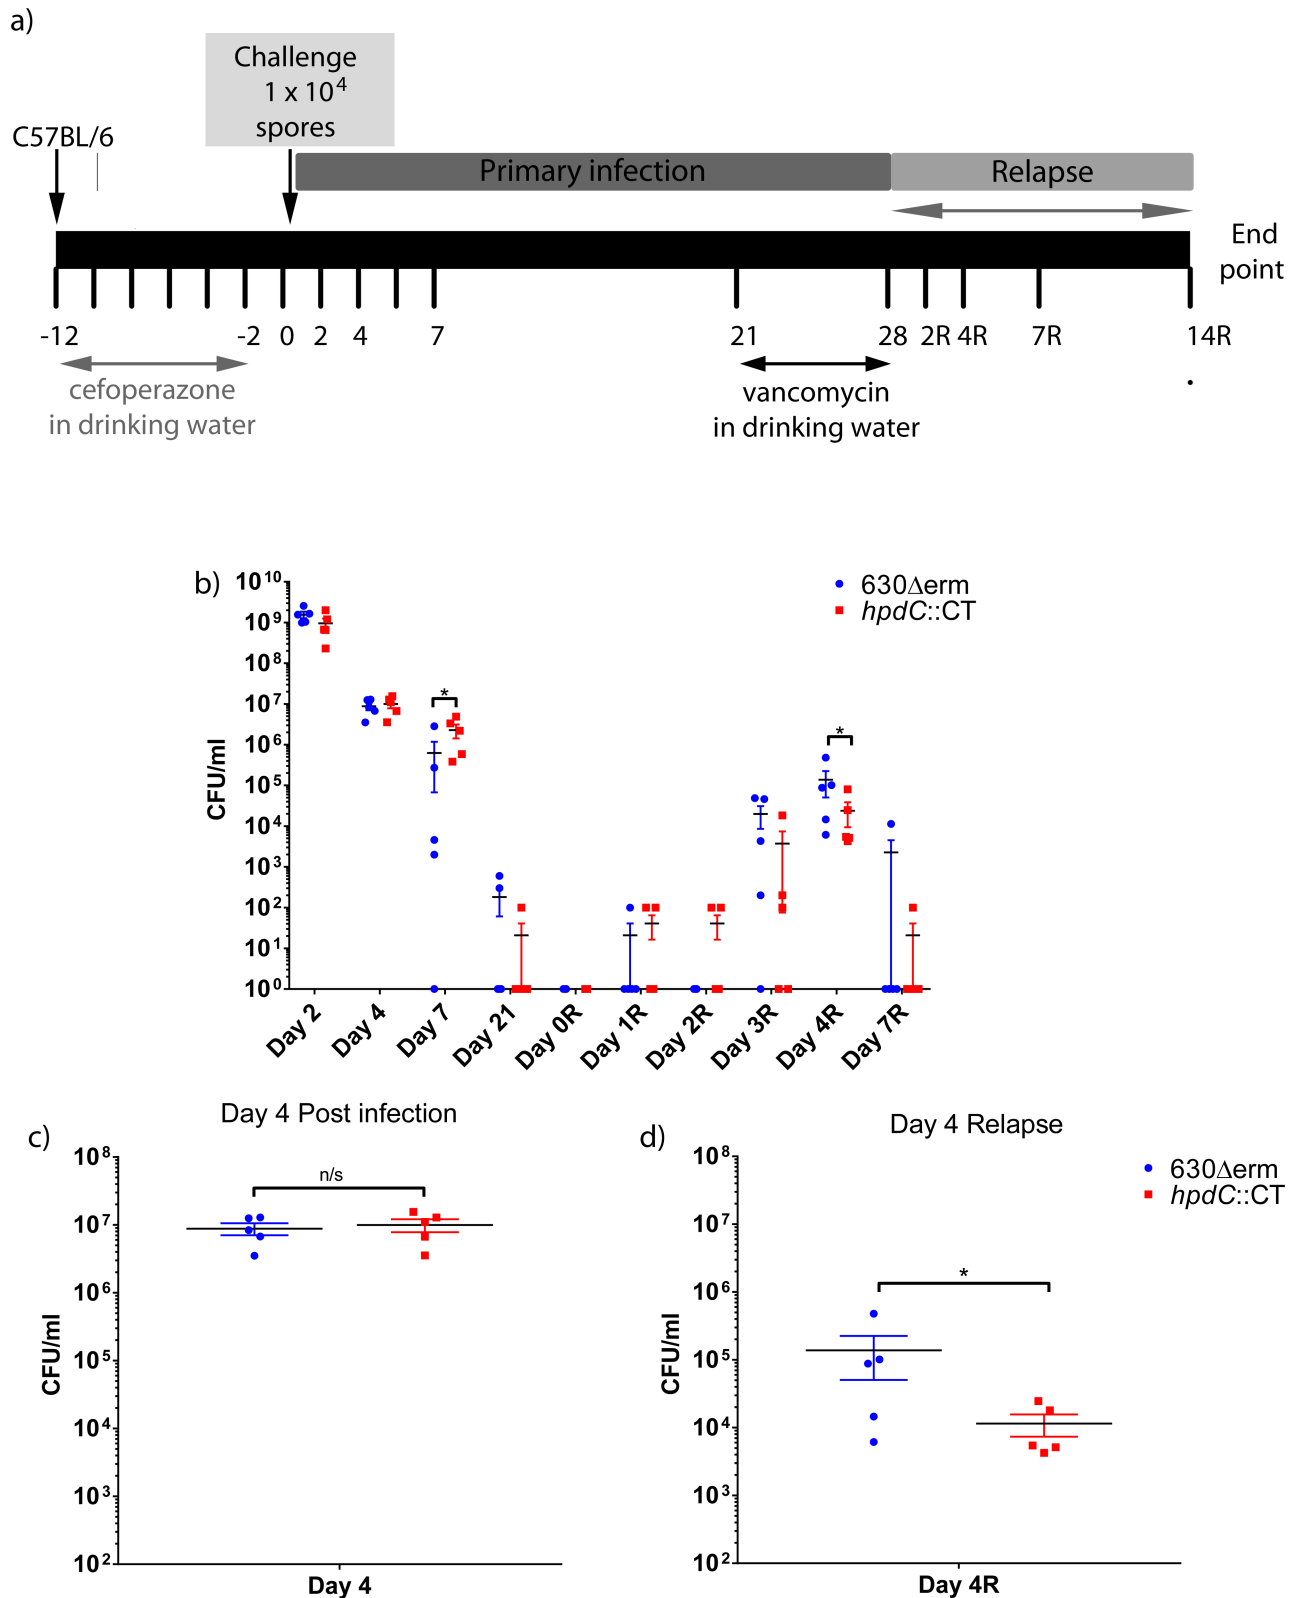 a)
Challenge
1 x 10⁴
spores
C57BL/6
Primary infection
Relapse
End
point
-12 -2 0 2 4 7 21 28 2R 4R 7R 14R
cefoperazone
in drinking water
vancomycin
in drinking water
b)
630Δerm
hpdC::CT
10¹⁰
10⁹
10⁸
10⁷
10⁶
10⁵
10⁴
10³
10²
10¹
10⁰
CFU/ml
*
*
Day 2 Day 4 Day 7 Day 21 Day 0R Day 1R Day 2R Day 3R Day 4R Day 7R
c)
Day 4 Post infection
10⁸
10⁷
10⁶
10⁵
10⁴
10³
10²
CFU/ml
n/s
Day 4
d)
Day 4 Relapse
630Δerm
hpdC::CT
10⁸
10⁷
10⁶
10⁵
10⁴
10³
10²
CFU/ml
*
Day 4R